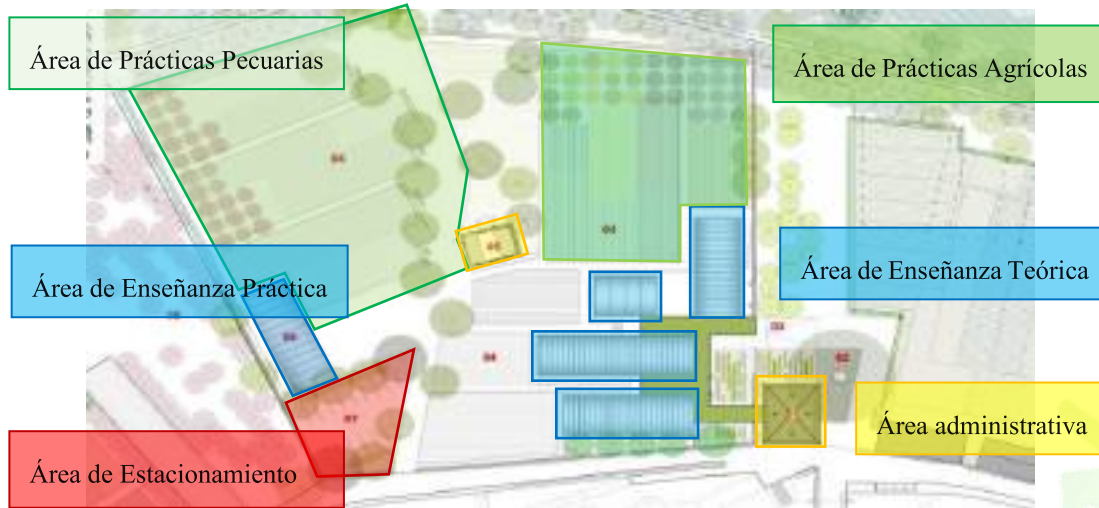 Área de Prácticas Pecuarias
Área de Prácticas Agrícolas
Área de Enseñanza Práctica
Área de Enseñanza Teórica
Área administrativa
Área de Estacionamiento